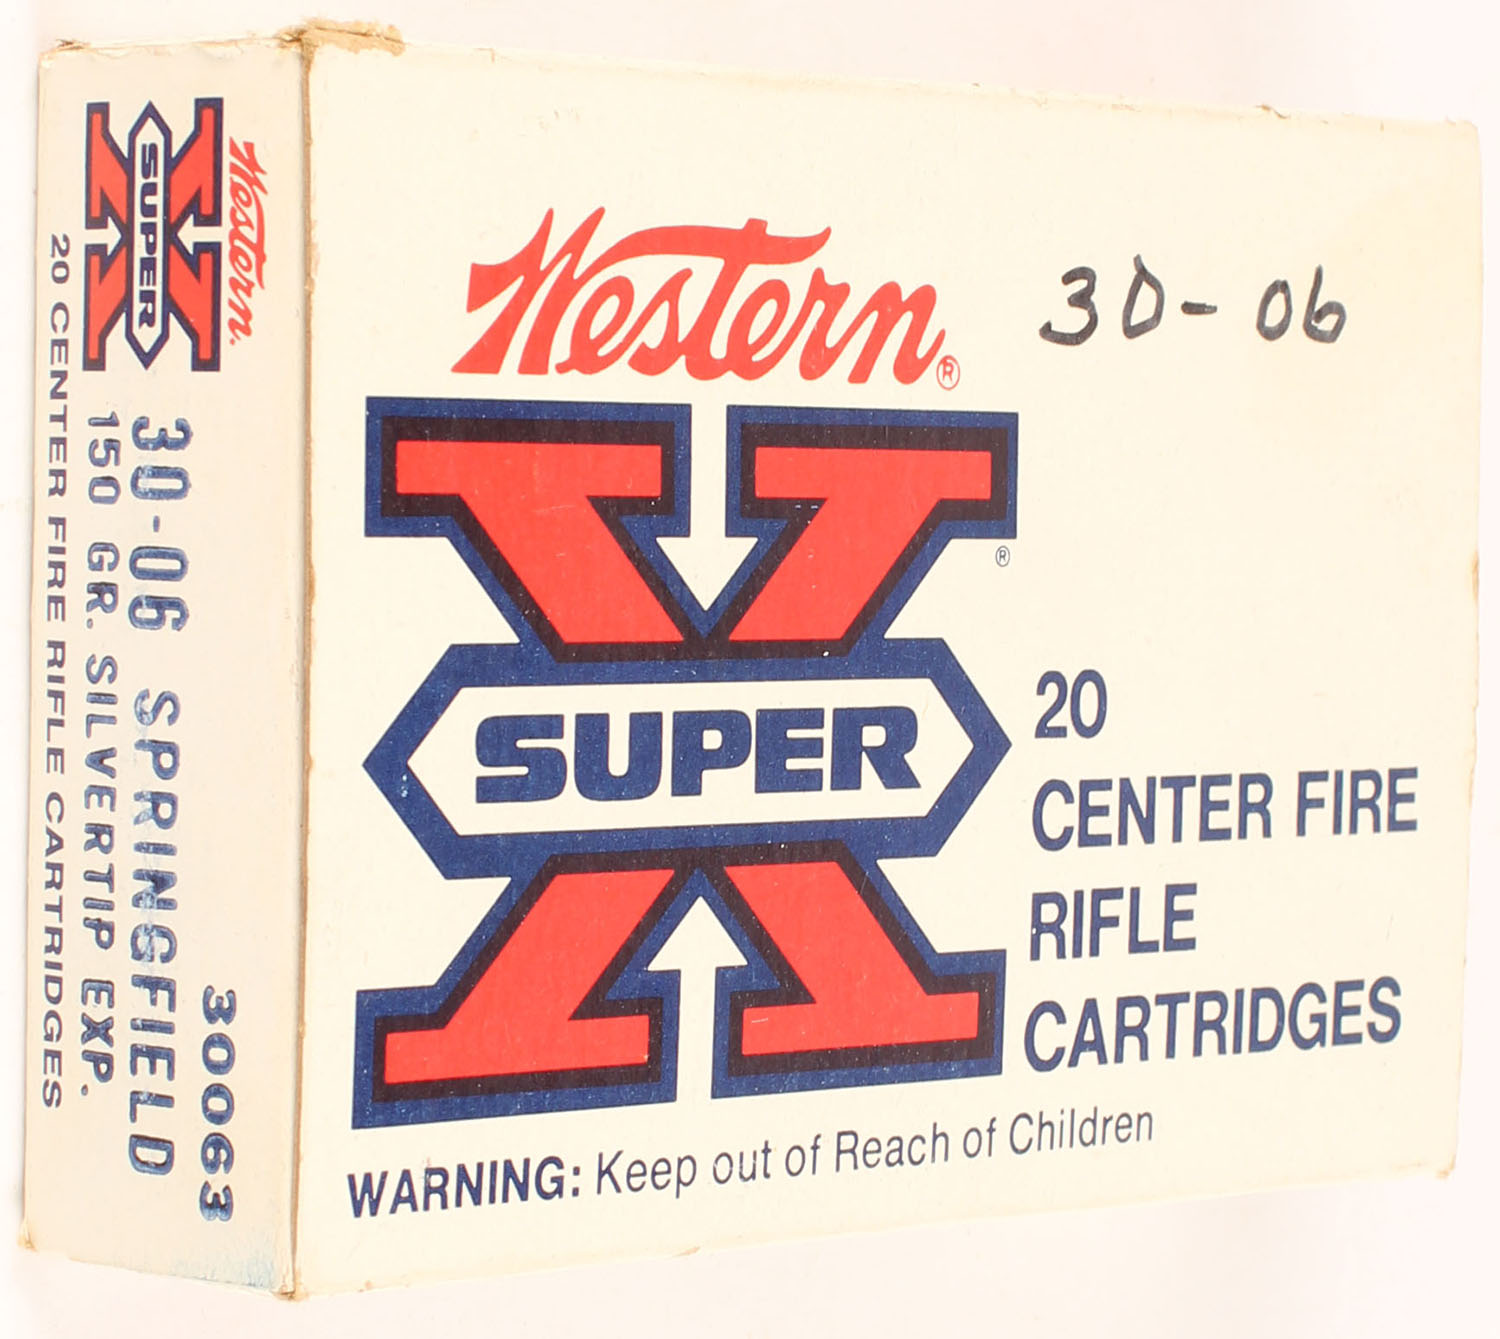 Western®
30-06
SUPER
X®
20
CENTER FIRE
RIFLE
CARTRIDGES
WARNING: Keep out of Reach of Children
Western.
SUPER
X
30-06 SPRINGFIELD
30063
150 GR. SILVERTIP EXP.
20 CENTER FIRE RIFLE CARTRIDGES